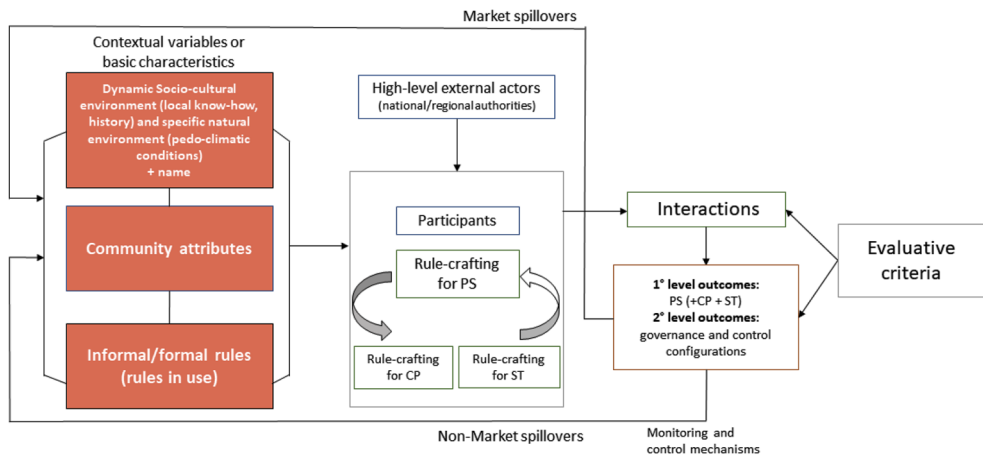 Market spillovers
Contextual variables or
basic characteristics
Dynamic Socio-cultural
environment (local know-how,
history) and specific natural
environment (pedo-climatic
conditions)
+ name
Community attributes
Informal/formal rules
(rules in use)
High-level external actors
(national/regional authorities)
Participants
Rule-crafting
for PS
Rule-crafting
for CP
Rule-crafting
for ST
Interactions
1° level outcomes:
PS (+CP + ST)
2° level outcomes:
governance and control
configurations
Evaluative
criteria
Non-Market spillovers
Monitoring and
control mechanisms